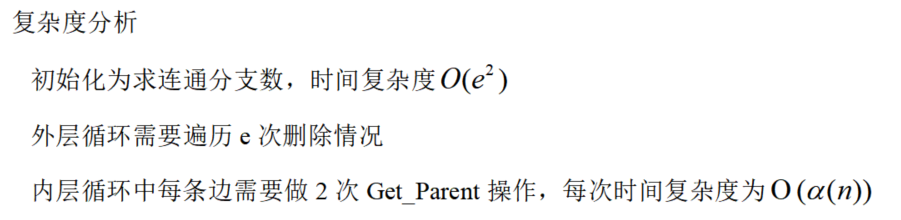 复杂度分析
初始化为求连通分支数，时间复杂度O(e²)
外层循环需要遍历 e 次删除情况
内层循环中每条边需要做 2 次 Get_Parent 操作，每次时间复杂度为 O(α(n))